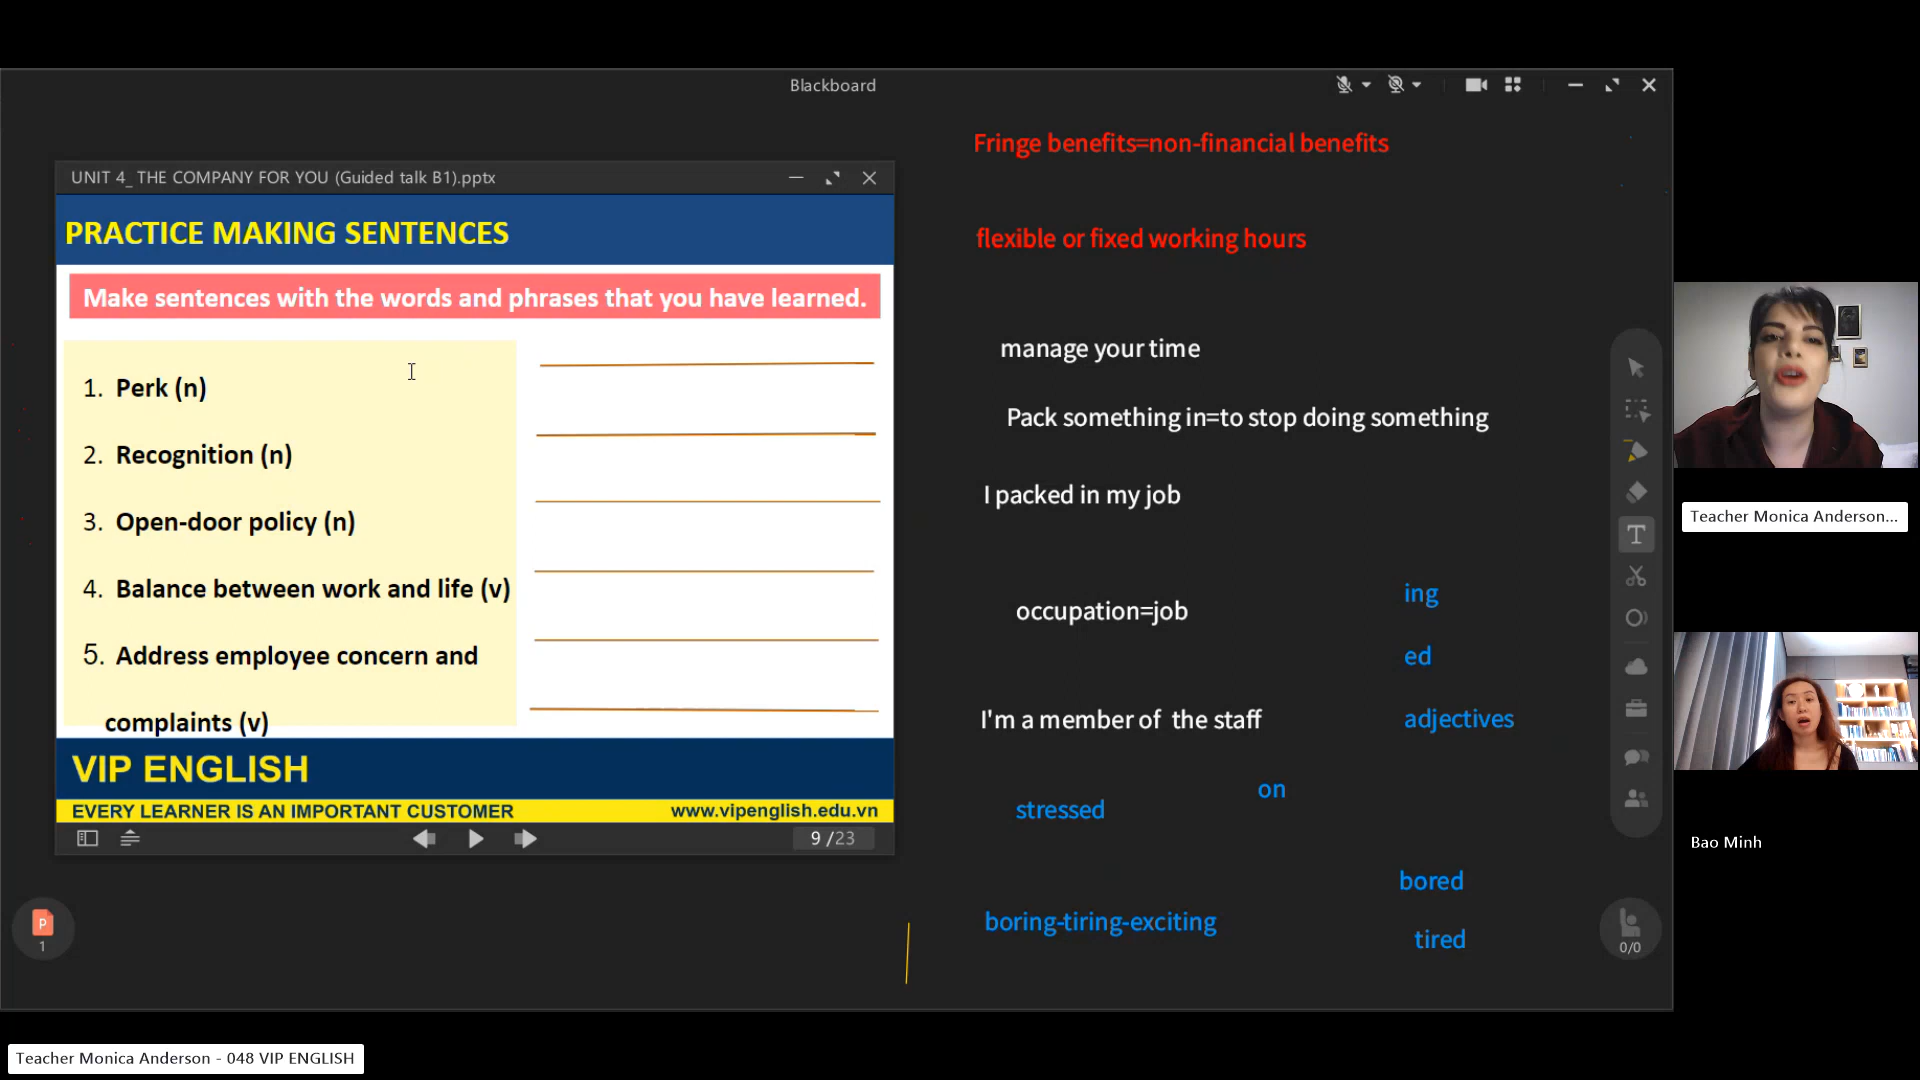 Blackboard
UNIT 4_ THE COMPANY FOR YOU (Guided talk B1).pptx
PRACTICE MAKING SENTENCES
Make sentences with the words and phrases that you have learned.
1. Perk (n)
2. Recognition (n)
3. Open-door policy (n)
4. Balance between work and life (v)
5. Address employee concern and
complaints (v)
VIP ENGLISH
EVERY LEARNER IS AN IMPORTANT CUSTOMER
www.vipenglish.edu.vn
9 /23
P
1
Fringe benefits=non-financial benefits
flexible or fixed working hours
manage your time
Pack something in=to stop doing something
I packed in my job
occupation=job
ing
ed
I'm a member of the staff
adjectives
stressed
on
bored
boring-tiring-exciting
tired
T
0/0
Teacher Monica Anderson...
Bao Minh
Teacher Monica Anderson - 048 VIP ENGLISH